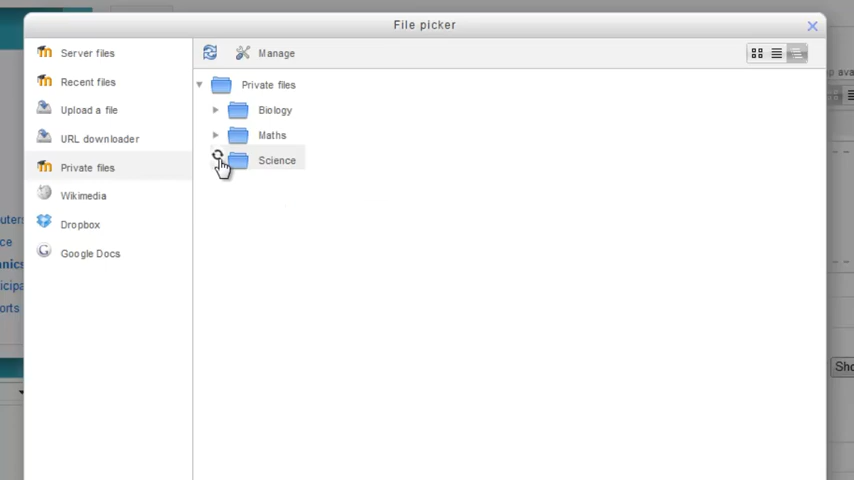 File picker
Server files
Recent files
Upload a file
URL downloader
Private files
Wikimedia
Dropbox
Google Docs
Manage
Private files
Biology
Maths
Science